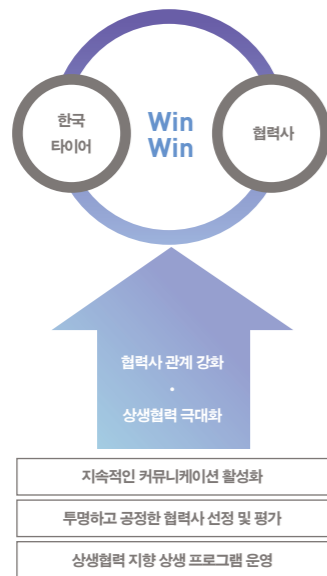 한국
타이어
Win
Win
협력사
협력사 관계 강화
·
상생협력 극대화
지속적인 커뮤니케이션 활성화
투명하고 공정한 협력사 선정 및 평가
상생협력 지향 상생 프로그램 운영